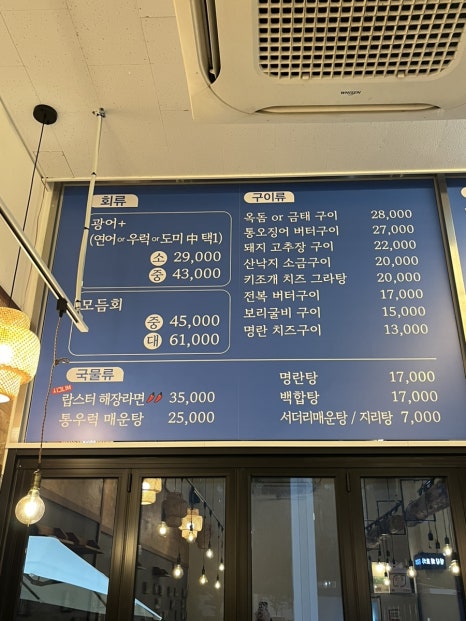 회류
광어+
(연어or우럭or도미 中 택1)
소 29,000
중 43,000
모듬회
중 45,000
대 61,000
구이류
옥돔 or 금태 구이 28,000
통오징어 버터구이 27,000
돼지 고추장 구이 22,000
산낙지 소금구이 20,000
키조개 치즈 그라탕 20,000
전복 버터구이 17,000
보리굴비 구이 15,000
명란 치즈구이 13,000
국물류
랍스터 해장라면 35,000
통우럭 매운탕 25,000
명란탕 17,000
백합탕 17,000
서더리매운탕 / 지리탕 7,000